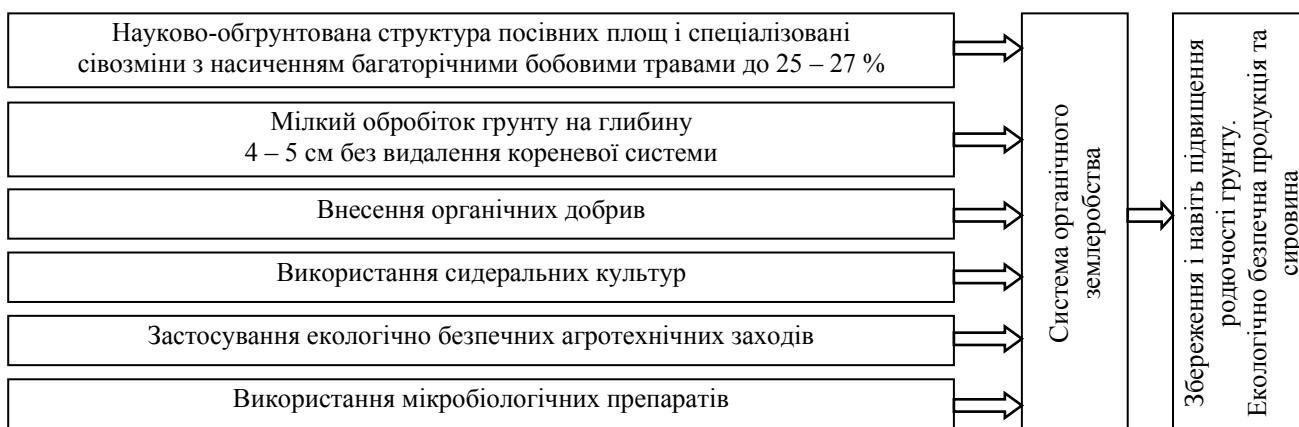 Науково-обгрунтована структура посівних площ і спеціалізовані
сівозміни з насиченням багаторічними бобовими травами до 25 – 27 %
Мілкий обробіток грунту на глибину
4 – 5 см без видалення кореневої системи
Внесення органічних добрив
Використання сидеральних культур
Застосування екологічно безпечних агротехнічних заходів
Використання мікробіологічних препаратів
Система органічного
землеробства
Збереження і навіть підвищення
родючості грунту.
Екологічно безпечна продукція та
сировина